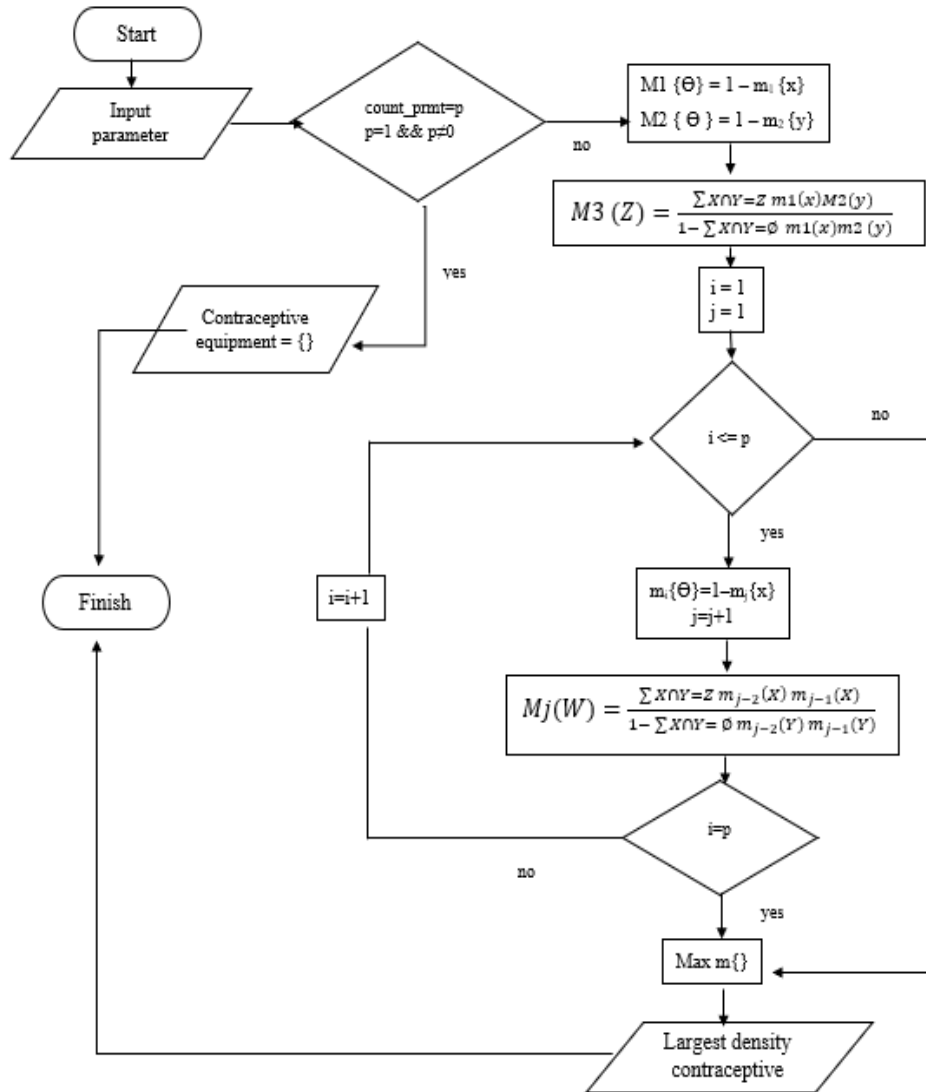 Start
Input
parameter
count_prmt=p
p=1 && p≠0
no
yes
Contraceptive
equipment = {}
Finish
M1 {Ө} = 1 – m₁ {x}
M2 { Ө } = 1 – m₂ {y}
M3 (Z) = ∑ X∩Y=Z m1(x)M2(y) / 1− ∑ X∩Y=∅ m1(x)m2 (y)
i = 1
j = 1
i <= p
no
yes
mᵢ{Ө}=1–mⱼ{x}
j=j+1
i=i+1
Mj(W) = ∑ X∩Y=Z mⱼ₋₂(X) mⱼ₋₁(X) / 1− ∑ X∩Y= ∅ mⱼ₋₂(Y) mⱼ₋₁(Y)
i=p
no
yes
Max m{}
Largest density
contraceptive